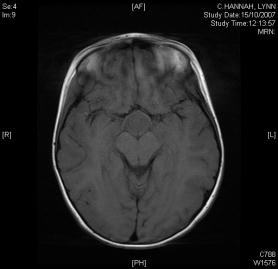 Se:4
Im:9
[AF]
C.HANNAH, LYNN
Study Date:15/10/2007
Study Time:12:13:57
MRN:
[R]
[L]
[PH]
C788
W1576